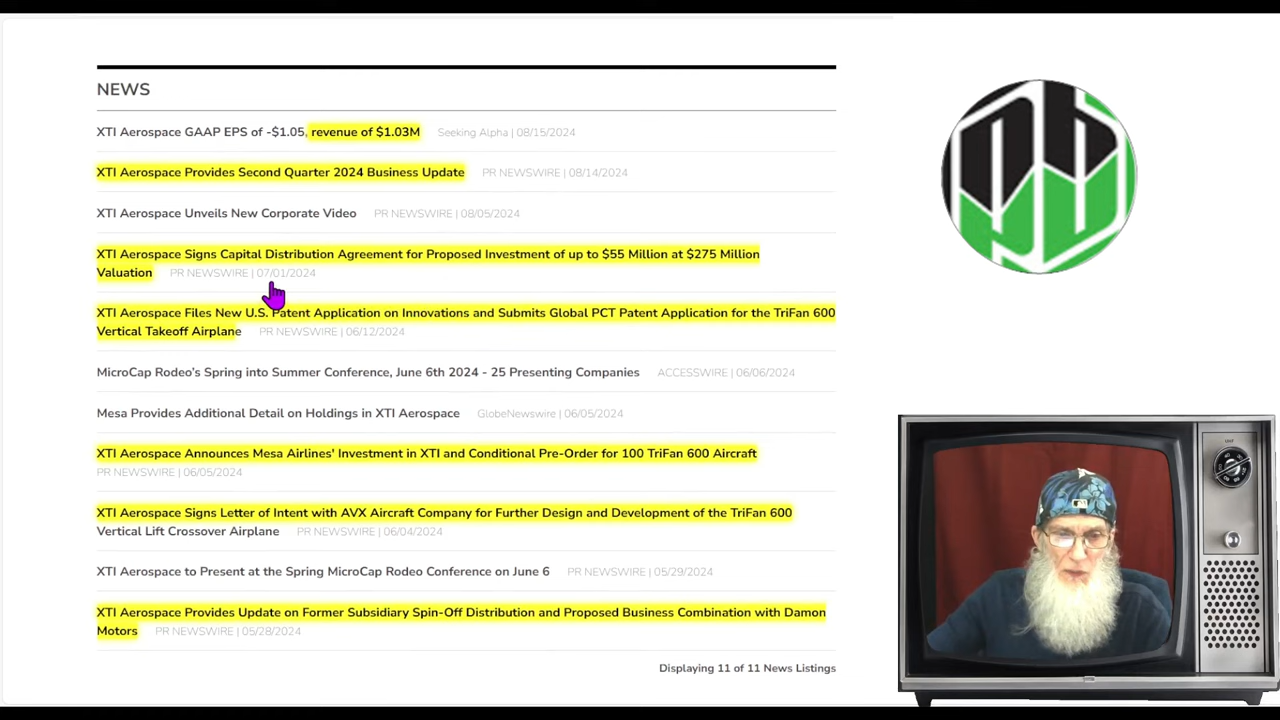 NEWS
XTI Aerospace GAAP EPS of -$1.05, revenue of $1.03M Seeking Alpha | 08/15/2024
XTI Aerospace Provides Second Quarter 2024 Business Update PR NEWSWIRE | 08/14/2024
XTI Aerospace Unveils New Corporate Video PR NEWSWIRE | 08/05/2024
XTI Aerospace Signs Capital Distribution Agreement for Proposed Investment of up to $55 Million at $275 Million
Valuation PR NEWSWIRE | 07/01/2024
XTI Aerospace Files New U.S. Patent Application on Innovations and Submits Global PCT Patent Application for the TriFan 600
Vertical Takeoff Airplane PR NEWSWIRE | 06/12/2024
MicroCap Rodeo's Spring into Summer Conference, June 6th 2024 - 25 Presenting Companies ACCESSWIRE | 06/06/2024
Mesa Provides Additional Detail on Holdings in XTI Aerospace GlobeNewswire | 06/05/2024
XTI Aerospace Announces Mesa Airlines' Investment in XTI and Conditional Pre-Order for 100 TriFan 600 Aircraft
PR NEWSWIRE | 06/05/2024
XTI Aerospace Signs Letter of Intent with AVX Aircraft Company for Further Design and Development of the TriFan 600
Vertical Lift Crossover Airplane PR NEWSWIRE | 06/04/2024
XTI Aerospace to Present at the Spring MicroCap Rodeo Conference on June 6 PR NEWSWIRE | 05/29/2024
XTI Aerospace Provides Update on Former Subsidiary Spin-Off Distribution and Proposed Business Combination with Damon
Motors PR NEWSWIRE | 05/28/2024
Displaying 11 of 11 News Listings